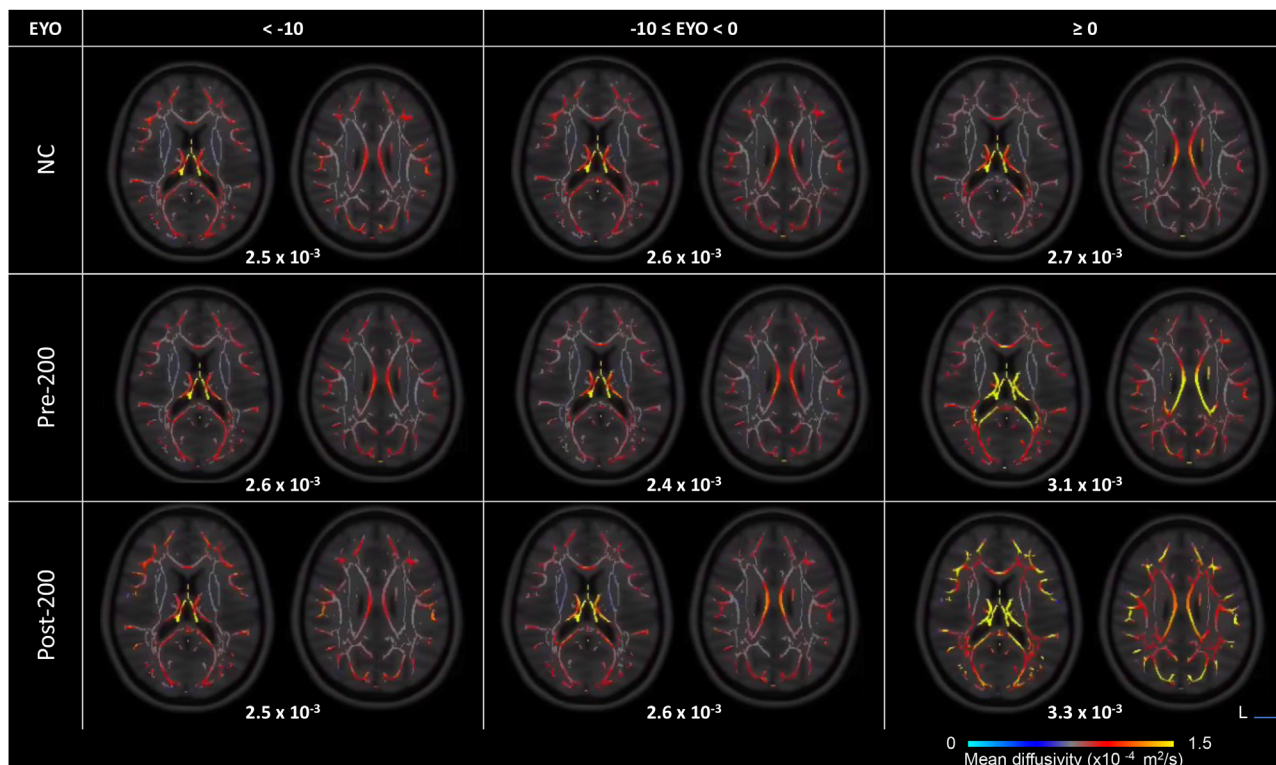 EYO < -10 -10 ≤ EYO < 0 ≥ 0
NC
2.5 x 10⁻³ 2.6 x 10⁻³ 2.7 x 10⁻³
Pre-200
2.6 x 10⁻³ 2.4 x 10⁻³ 3.1 x 10⁻³
Post-200
2.5 x 10⁻³ 2.6 x 10⁻³ 3.3 x 10⁻³
L
0 1.5
Mean diffusivity (x10 ⁻⁴ m²/s)